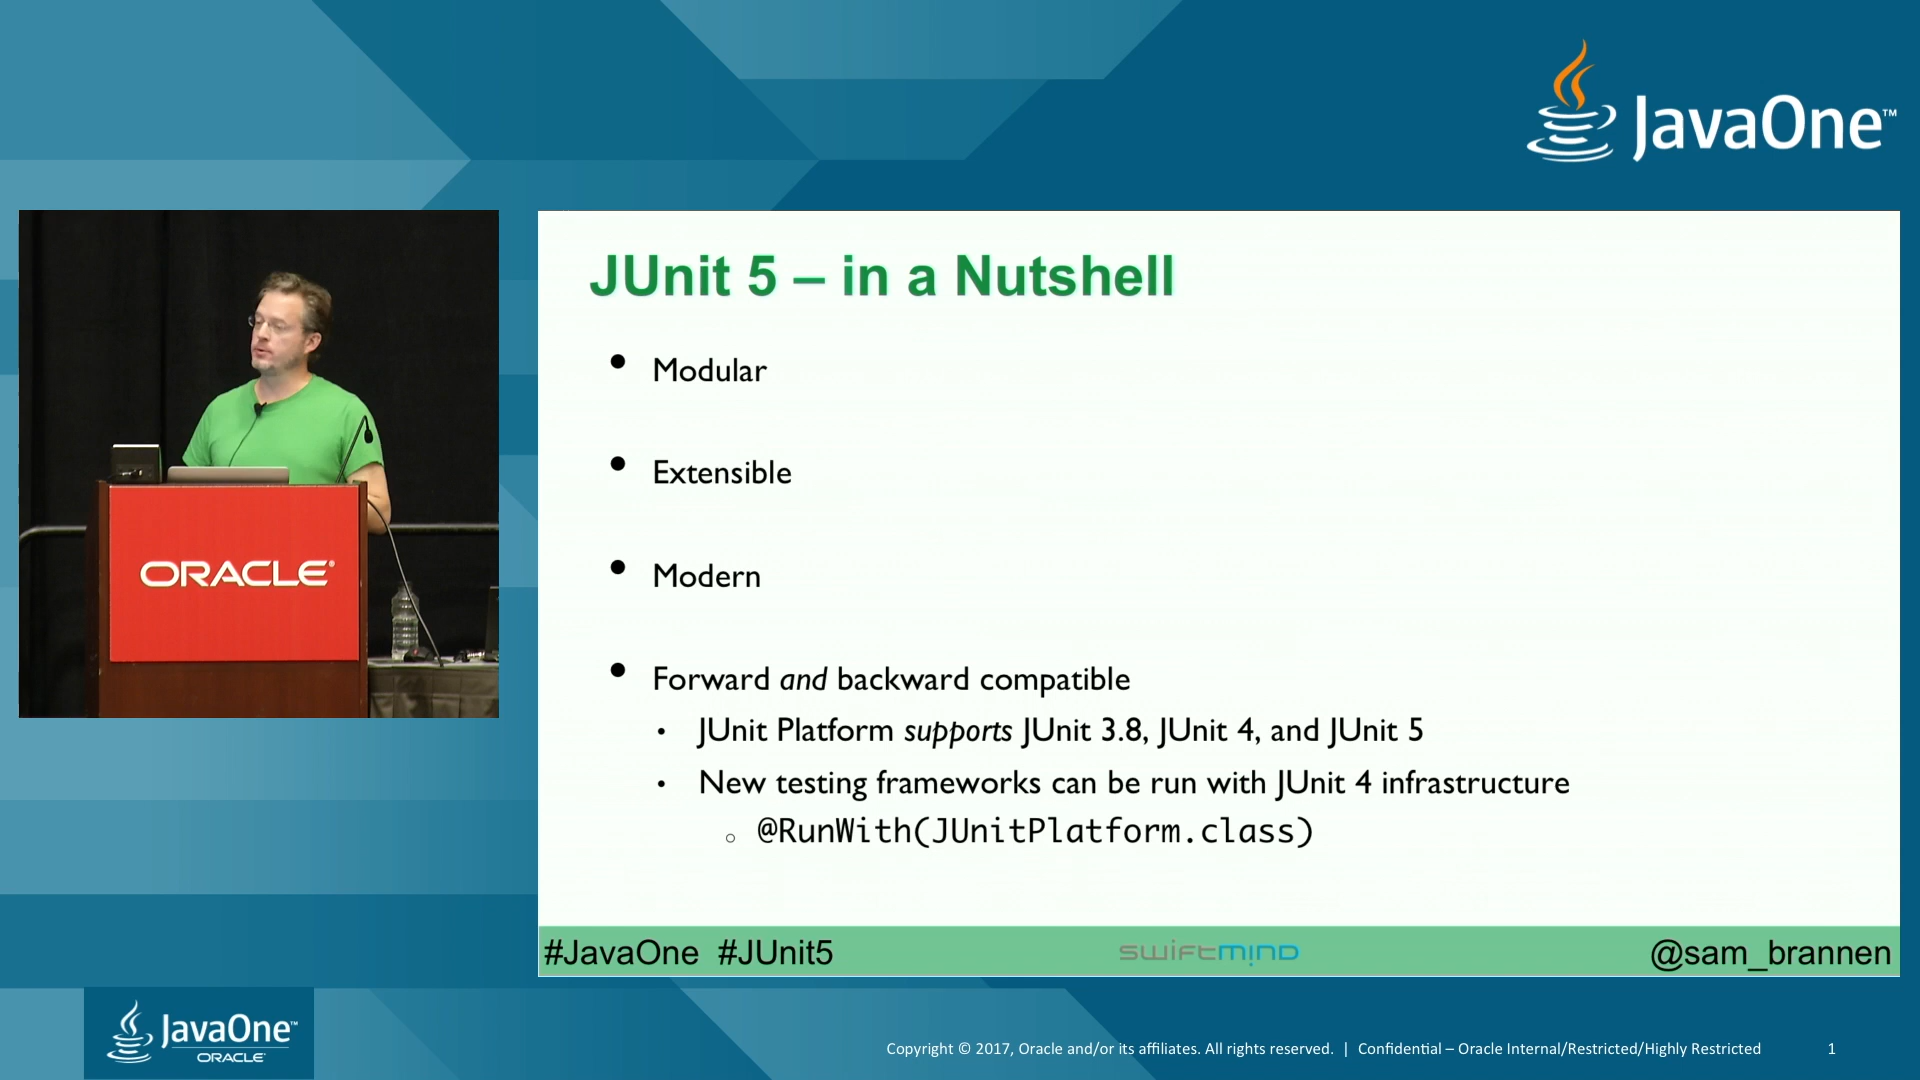 JavaOne™
JUnit 5 – in a Nutshell
• Modular
• Extensible
• Modern
• Forward and backward compatible
• JUnit Platform supports JUnit 3.8, JUnit 4, and JUnit 5
• New testing frameworks can be run with JUnit 4 infrastructure
○ @RunWith(JUnitPlatform.class)
ORACLE®
#JavaOne #JUnit5
swiftmind
@sam_brannen
JavaOne™
ORACLE®
Copyright © 2017, Oracle and/or its affiliates. All rights reserved. | Confidential – Oracle Internal/Restricted/Highly Restricted
1